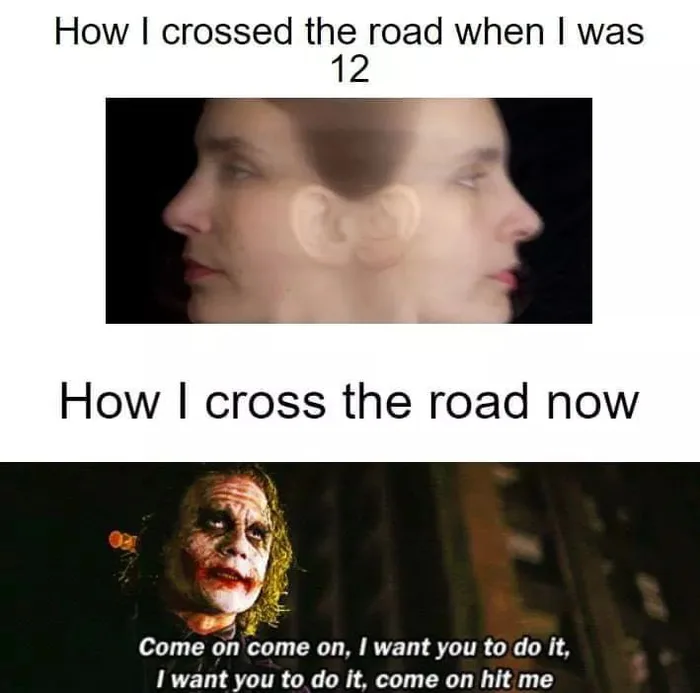 How I crossed the road when I was
12
How I cross the road now
Come on come on, I want you to do it,
I want you to do it, come on hit me